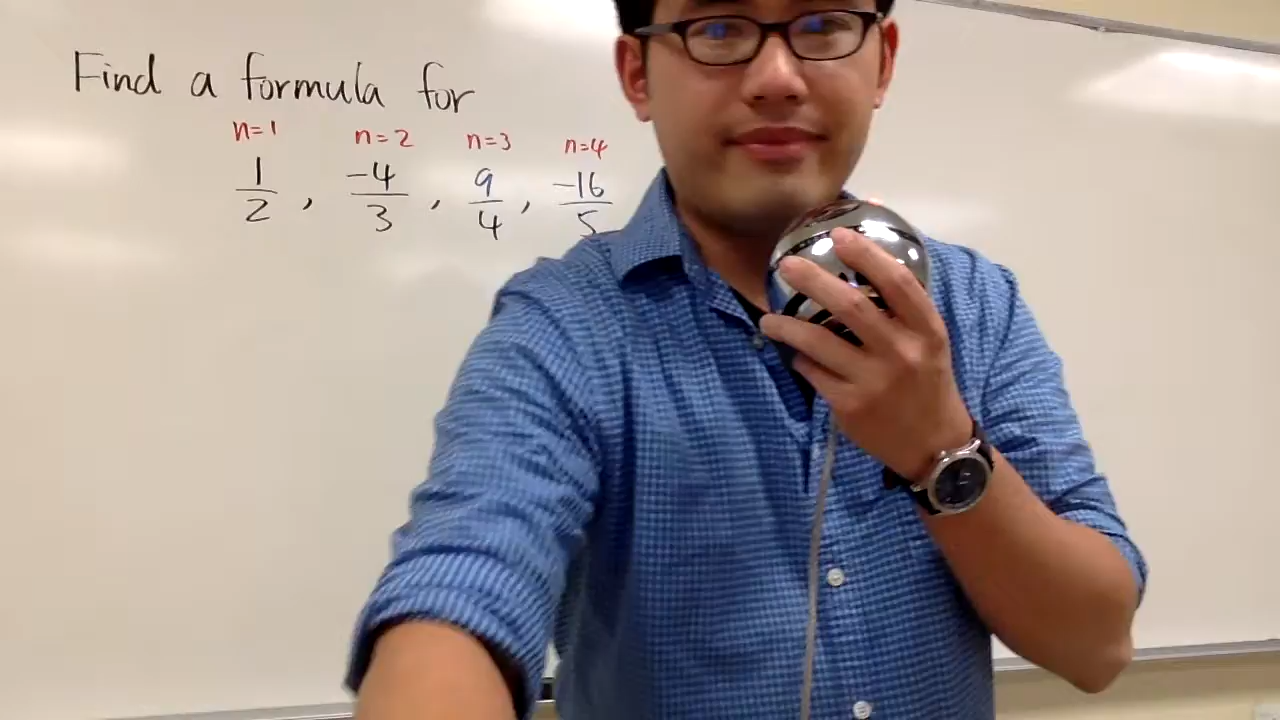 Find a formula for
n=1 n=2 n=3 n=4
1/2, -4/3, 9/4, -16/5